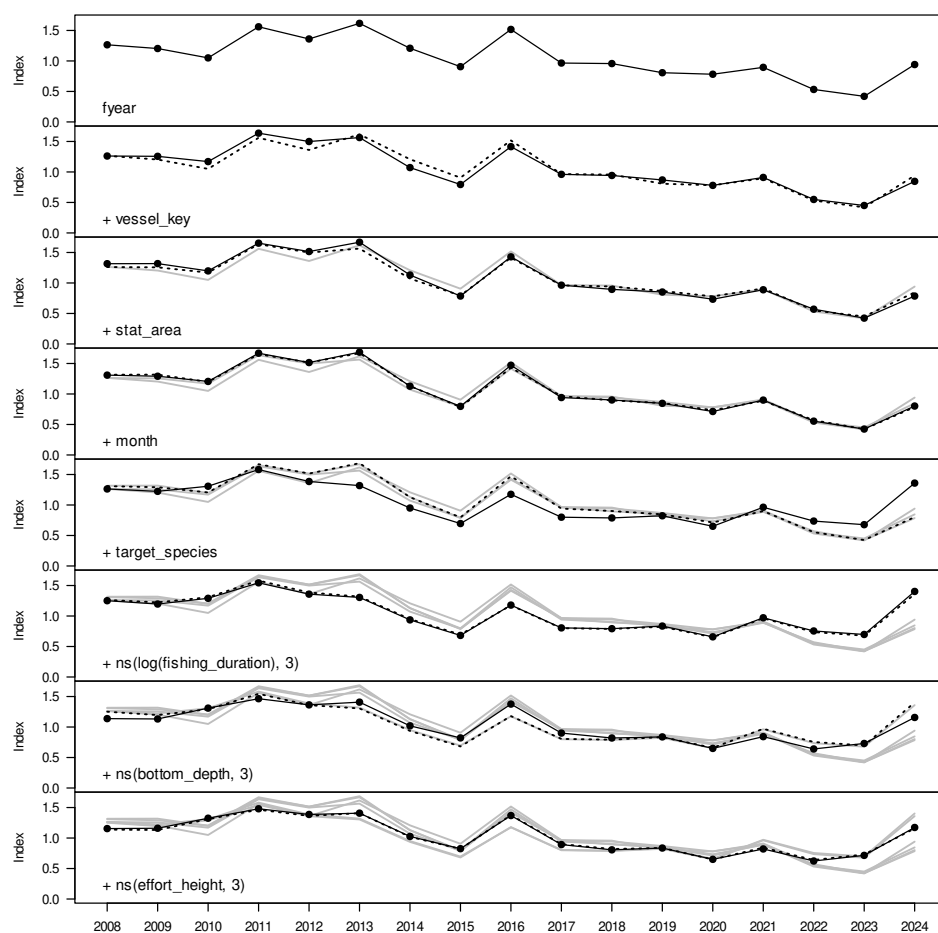 1.5
1.0
0.5
0.0
Index
fyear
1.5
1.0
0.5
0.0
Index
+ vessel_key
1.5
1.0
0.5
0.0
Index
+ stat_area
1.5
1.0
0.5
0.0
Index
+ month
1.5
1.0
0.5
0.0
Index
+ target_species
1.5
1.0
0.5
0.0
Index
+ ns(log(fishing_duration), 3)
1.5
1.0
0.5
0.0
Index
+ ns(bottom_depth, 3)
1.5
1.0
0.5
0.0
Index
+ ns(effort_height, 3)
2008 2009 2010 2011 2012 2013 2014 2015 2016 2017 2018 2019 2020 2021 2022 2023 2024